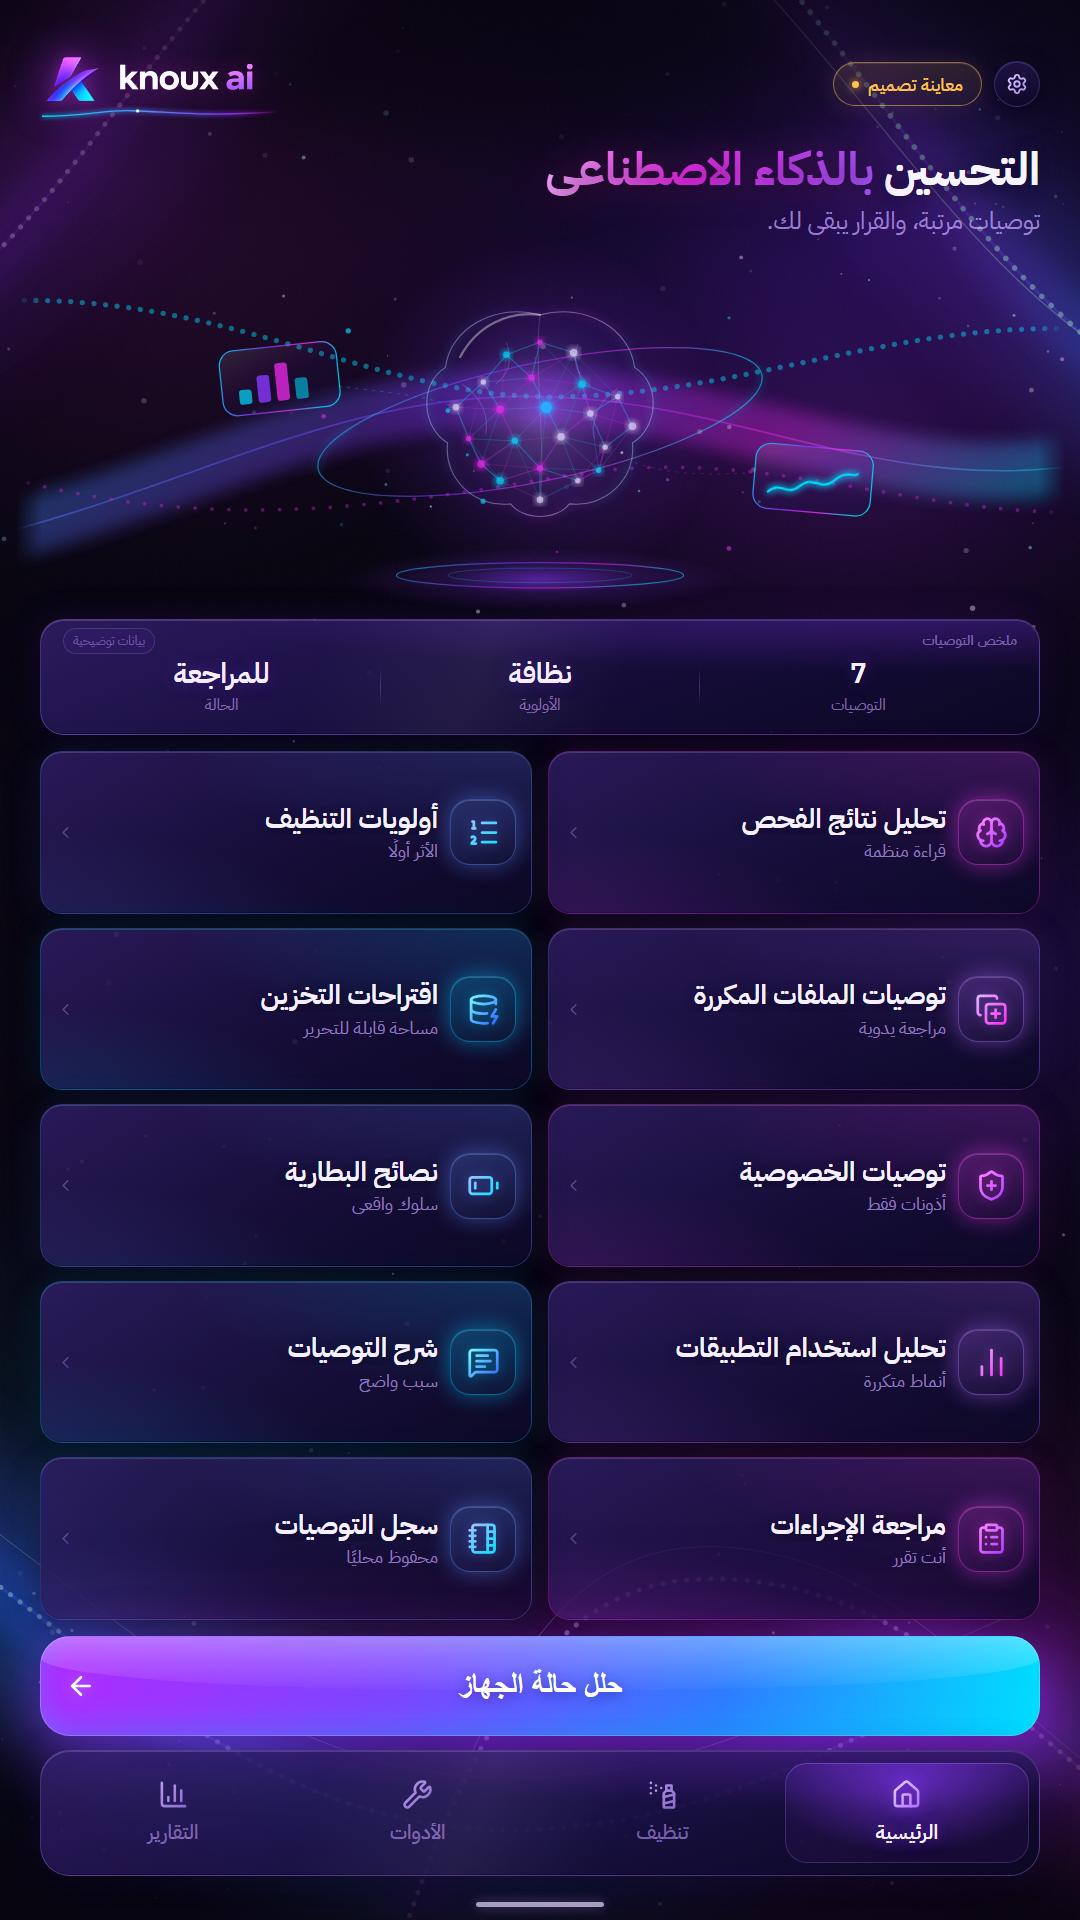 knoux ai
معاينة تصميم
التحسين بالذكاء الاصطناعي
توصيات مرتبة، والقرار يبقى لك.
ملخص التوصيات
بيانات توضيحية
7
التوصيات
نظافة
الأولوية
للمراجعة
الحالة
تحليل نتائج الفحص
قراءة منظمة
أولويات التنظيف
الأثر أولًا
توصيات الملفات المكررة
مراجعة يدوية
اقتراحات التخزين
مساحة قابلة للتحرير
توصيات الخصوصية
أذونات فقط
نصائح البطارية
سلوك واقعي
تحليل استخدام التطبيقات
أنماط متكررة
شرح التوصيات
سبب واضح
مراجعة الإجراءات
أنت تقرر
سجل التوصيات
محفوظ محليًا
حلل حالة الجهاز
الرئيسية
تنظيف
الأدوات
التقارير